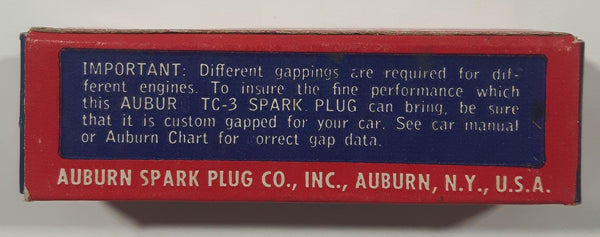 IMPORTANT: Different gappings are required for dif-
ferent engines. To insure the fine performance which
this AUBUR TC-3 SPARK PLUG can bring, be sure
that it is custom gapped for your car. See car manual
or Auburn Chart for correct gap data.
AUBURN SPARK PLUG CO., INC., AUBURN, N.Y., U.S.A.